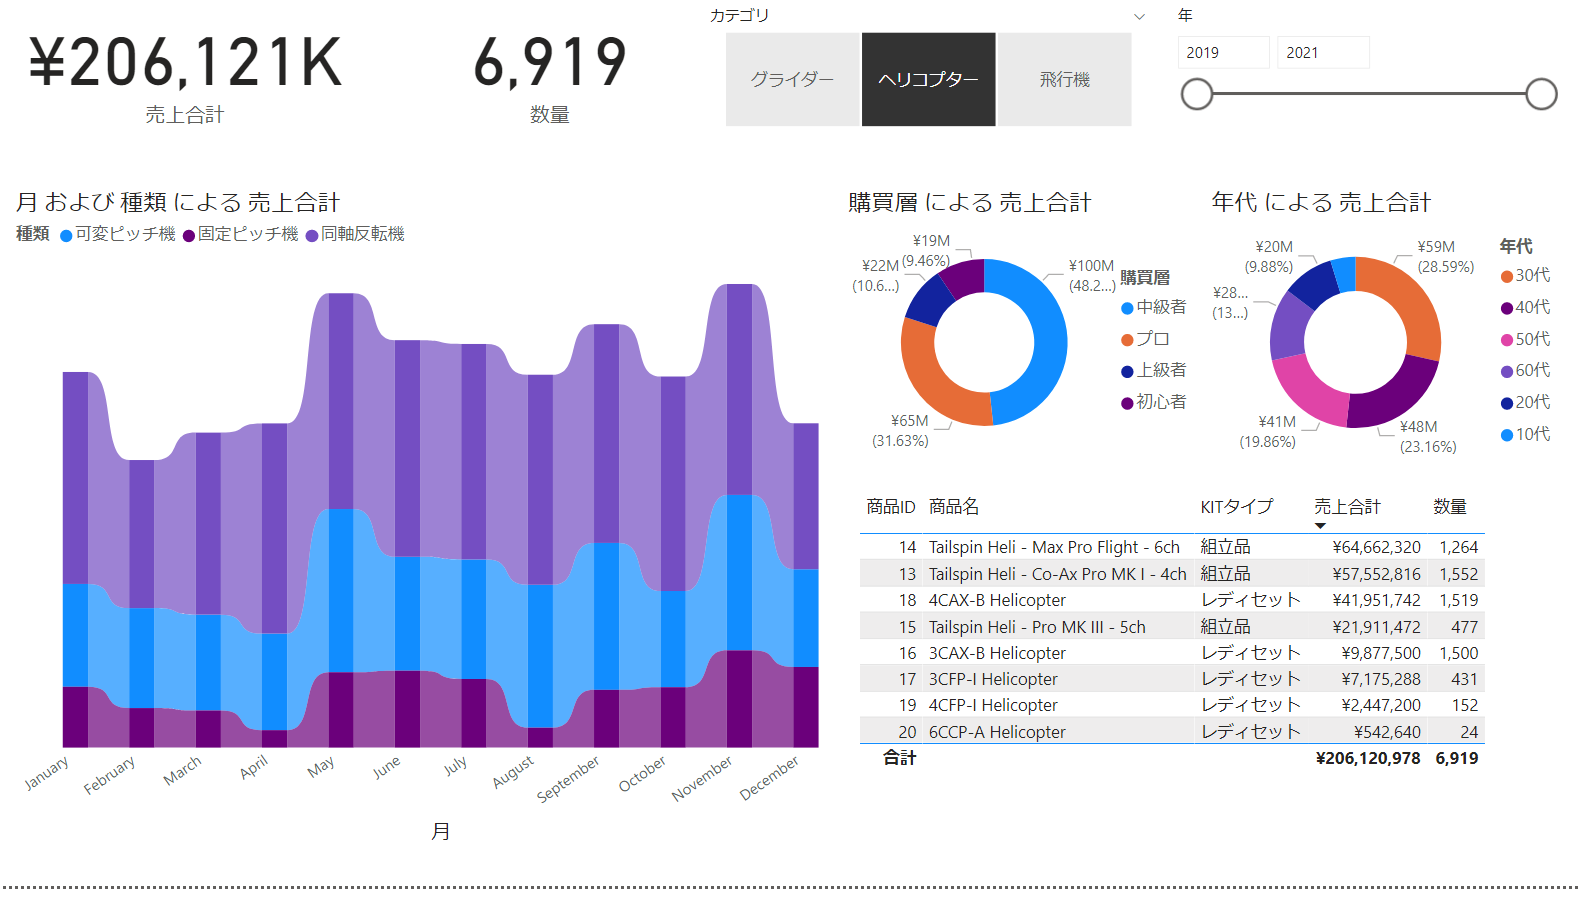 ¥206,121K
売上合計
6,919
数量
カテゴリ
グライダー
ヘリコプター
飛行機
年
2019
2021
月 および 種類 による 売上合計
種類 可変ピッチ機 固定ピッチ機 同軸反転機
January
February
March
April
May
June
July
August
September
October
November
December
月
購買層 による 売上合計
¥19M
(9.46%)
¥22M
(10.6...)
¥100M
(48.2...)
¥65M
(31.63%)
購買層
中級者
プロ
上級者
初心者
年代 による 売上合計
¥20M
(9.88%)
¥59M
(28.59%)
¥28...
(13...)
¥41M
(19.86%)
¥48M
(23.16%)
年代
30代
40代
50代
60代
20代
10代
商品ID 商品名 KITタイプ 売上合計 数量
14 Tailspin Heli - Max Pro Flight - 6ch 組立品 ¥64,662,320 1,264
13 Tailspin Heli - Co-Ax Pro MK I - 4ch 組立品 ¥57,552,816 1,552
18 4CAX-B Helicopter レディセット ¥41,951,742 1,519
15 Tailspin Heli - Pro MK III - 5ch 組立品 ¥21,911,472 477
16 3CAX-B Helicopter レディセット ¥9,877,500 1,500
17 3CFP-I Helicopter レディセット ¥7,175,288 431
19 4CFP-I Helicopter レディセット ¥2,447,200 152
20 6CCP-A Helicopter レディセット ¥542,640 24
合計 ¥206,120,978 6,919